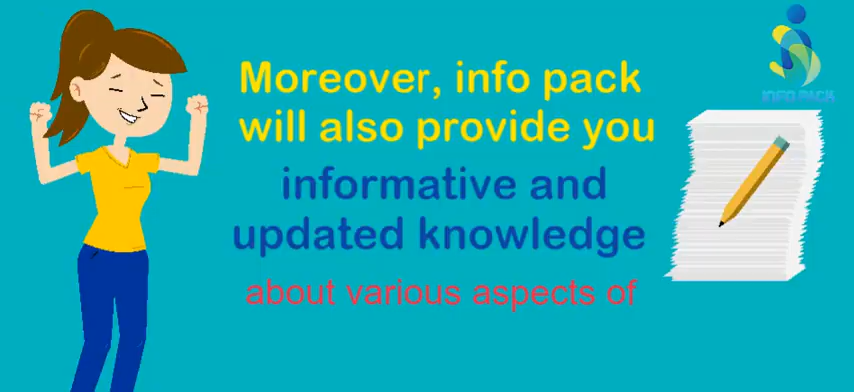 INFO PACK
Moreover, info pack
will also provide you
informative and
updated knowledge
about various aspects of